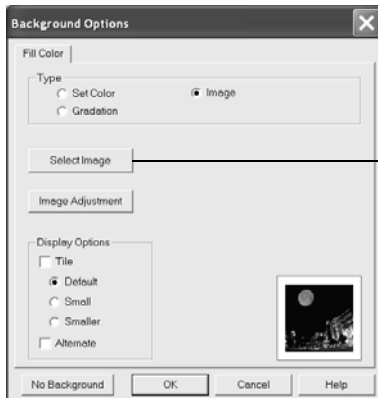 Background Options
Fill Color
Type
Set Color
Image
Gradation
Select Image
Image Adjustment
Display Options
Tile
Default
Small
Smaller
Alternate
No Background
OK
Cancel
Help